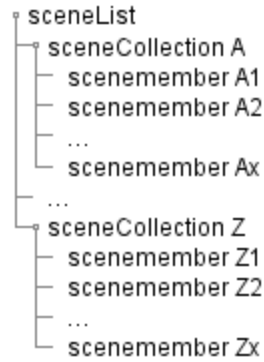 sceneList
sceneCollection A
scenemember A1
scenemember A2
...
scenemember Ax
...
sceneCollection Z
scenemember Z1
scenemember Z2
...
scenemember Zx